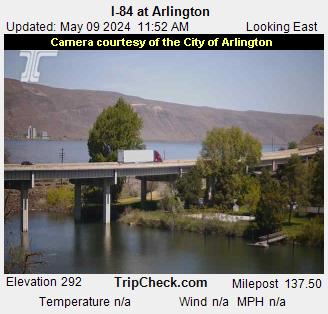 I-84 at Arlington
Updated: May 09 2024 11:52 AM Looking East
Camera courtesy of the City of Arlington
Elevation 292 TripCheck.com Milepost 137.50
Temperature n/a Wind n/a MPH n/a